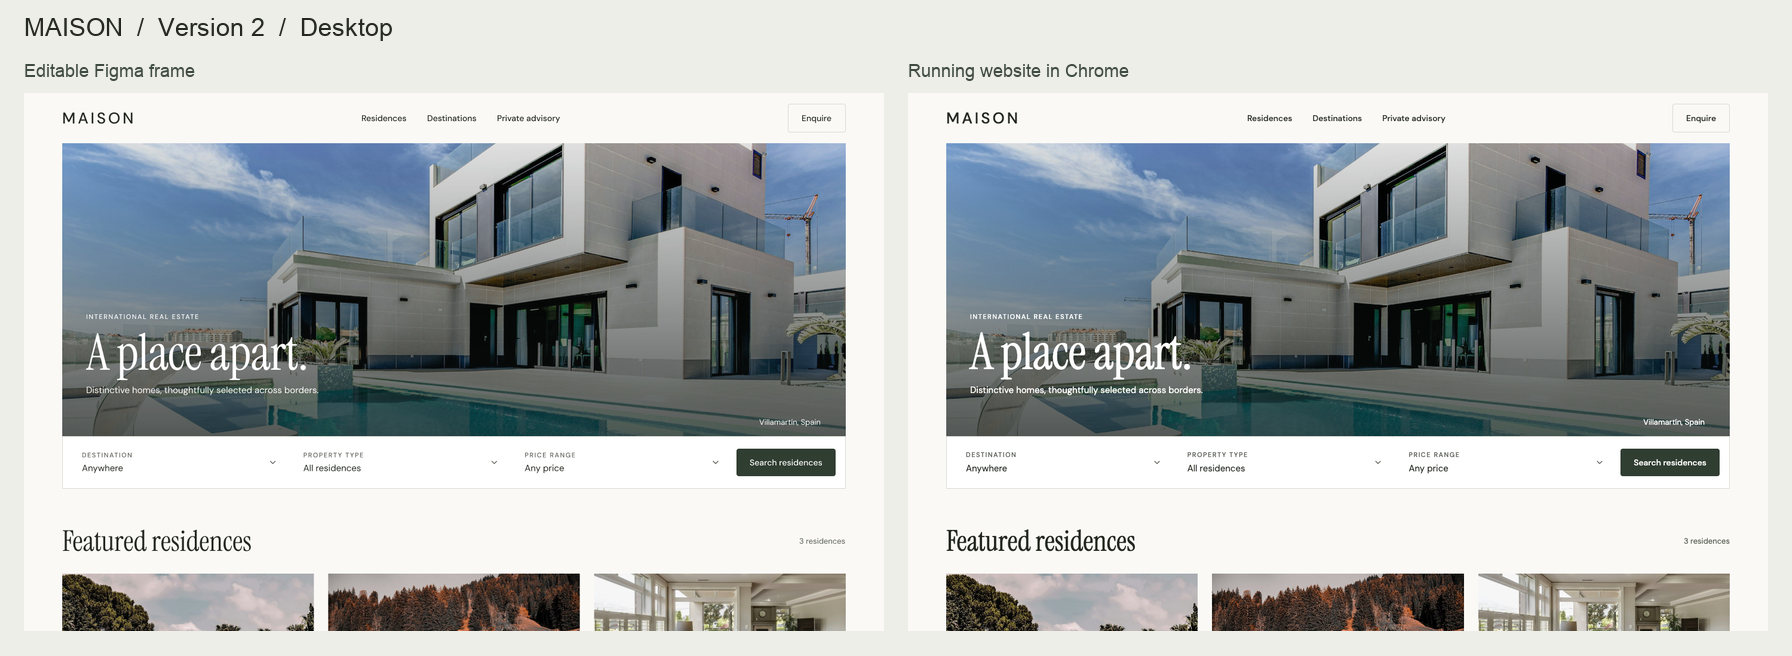 MAISON / Version 2 / Desktop
Editable Figma frame
MAISON
Residences
Destinations
Private advisory
Enquire
INTERNATIONAL REAL ESTATE
A place apart.
Distinctive homes, thoughtfully selected across borders.
Villamartín, Spain
DESTINATION
Anywhere
PROPERTY TYPE
All residences
PRICE RANGE
Any price
Search residences
Featured residences
3 residences
Running website in Chrome
MAISON
Residences
Destinations
Private advisory
Enquire
INTERNATIONAL REAL ESTATE
A place apart.
Distinctive homes, thoughtfully selected across borders.
Villamartín, Spain
DESTINATION
Anywhere
PROPERTY TYPE
All residences
PRICE RANGE
Any price
Search residences
Featured residences
3 residences